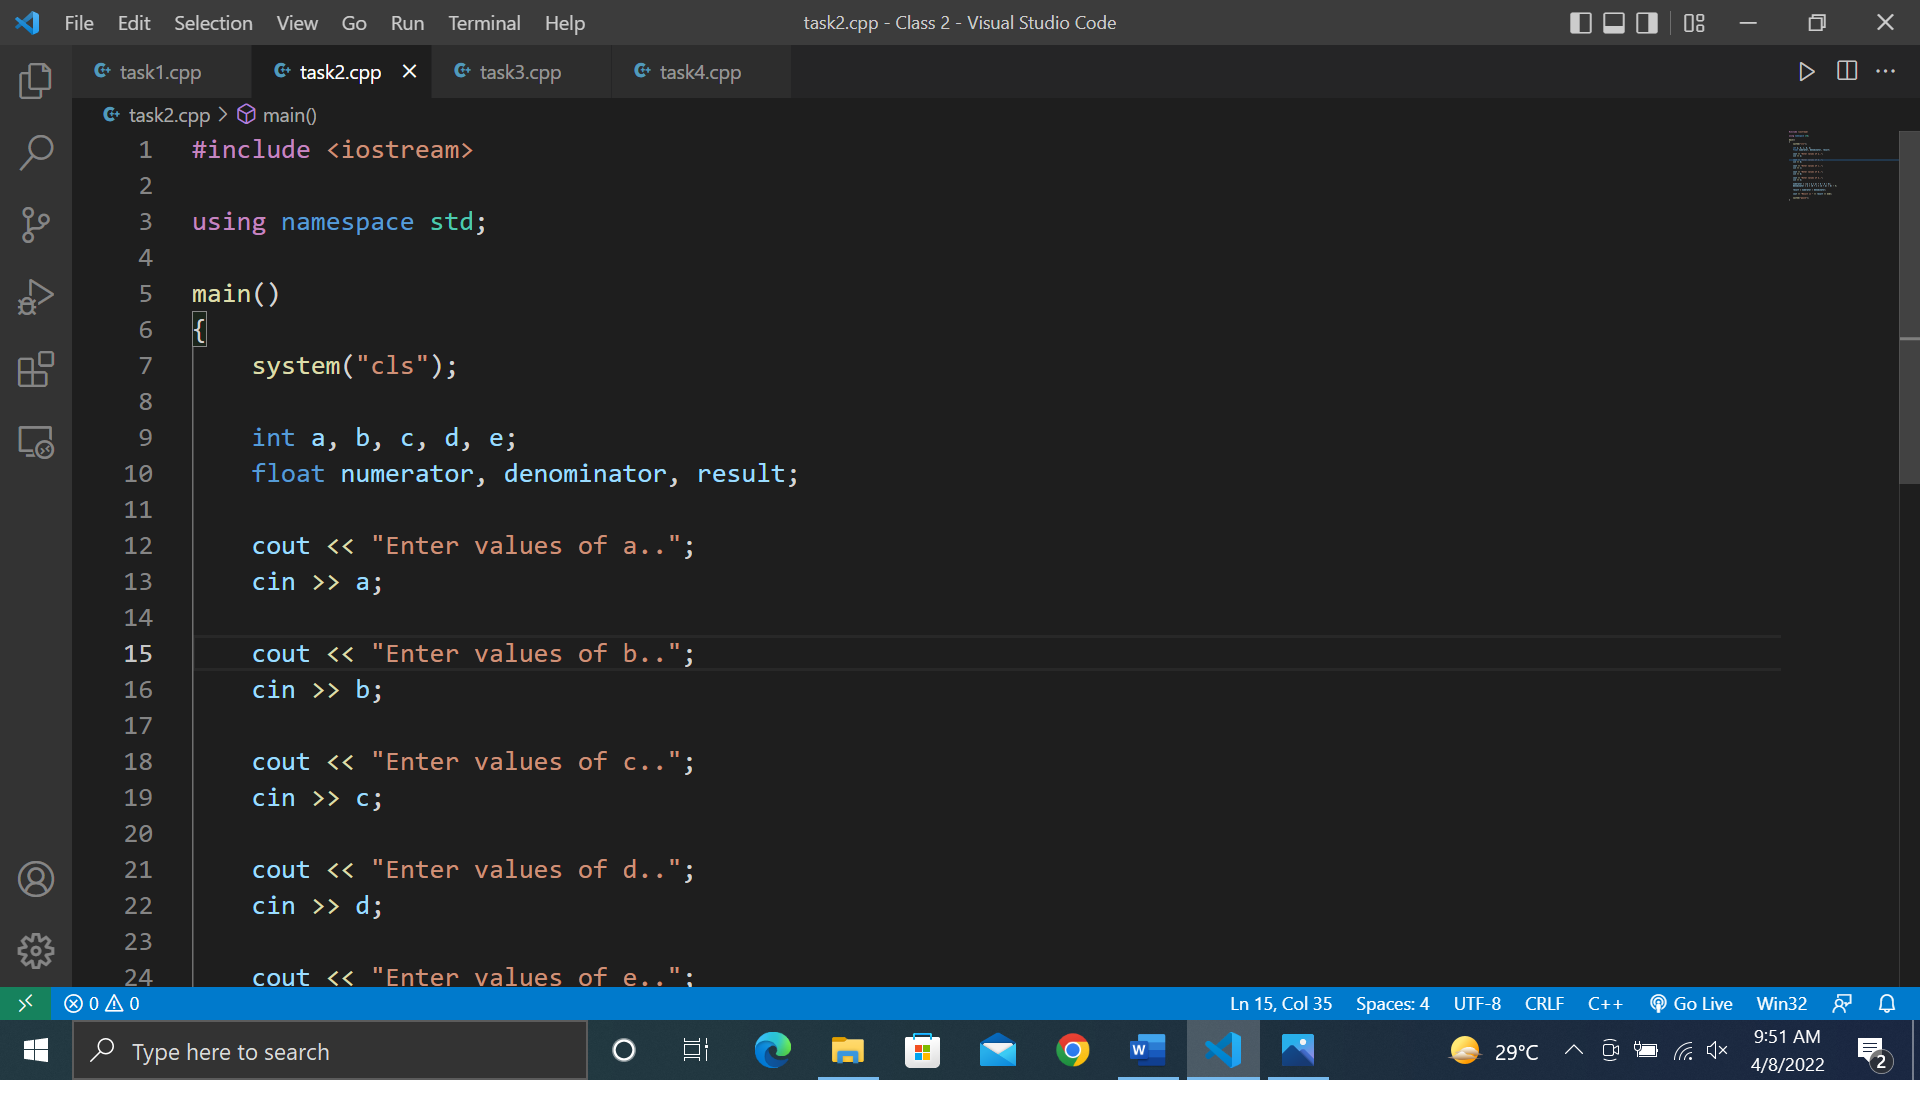 File Edit Selection View Go Run Terminal Help task2.cpp - Class 2 - Visual Studio Code
task1.cpp task2.cpp task3.cpp task4.cpp
task2.cpp > main()
1 #include <iostream>
2
3 using namespace std;
4
5 main()
6 {
7 system("cls");
8
9 int a, b, c, d, e;
10 float numerator, denominator, result;
11
12 cout << "Enter values of a..";
13 cin >> a;
14
15 cout << "Enter values of b..";
16 cin >> b;
17
18 cout << "Enter values of c..";
19 cin >> c;
20
21 cout << "Enter values of d..";
22 cin >> d;
23
24 cout << "Enter values of e..";
0 0 Ln 15, Col 35 Spaces: 4 UTF-8 CRLF C++ Go Live Win32
Type here to search 29°C 9:51 AM
4/8/2022 2